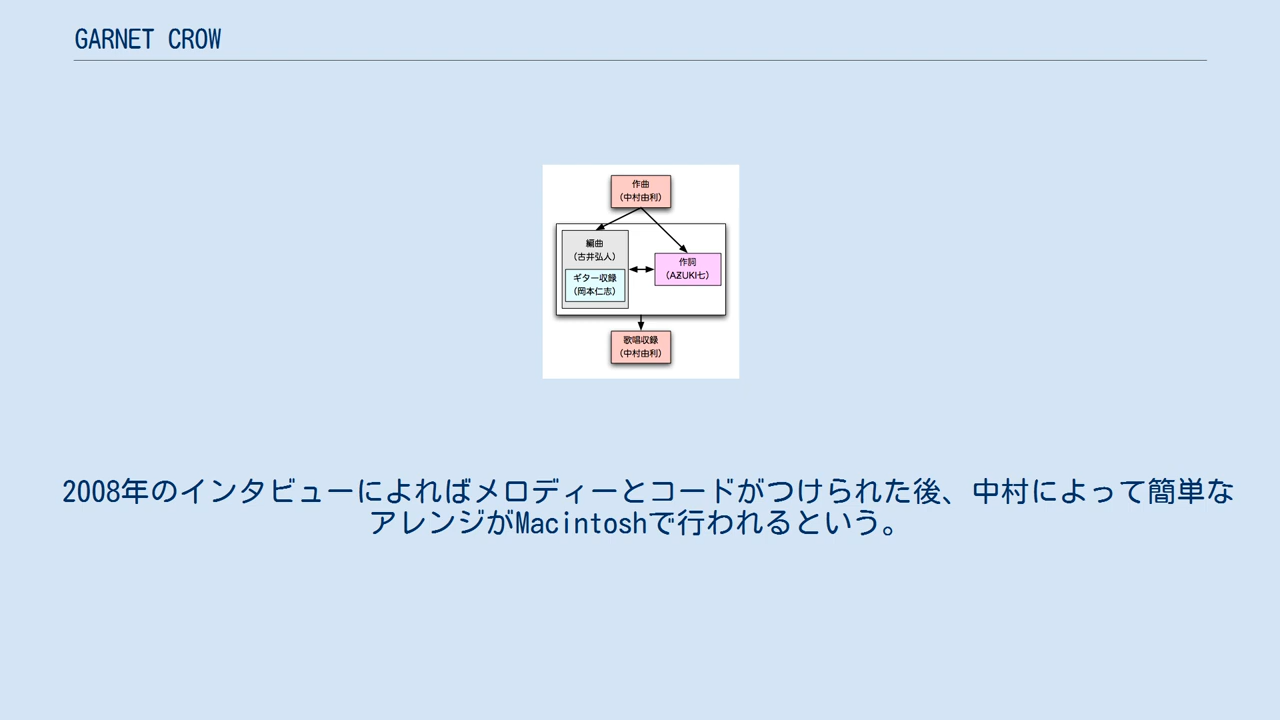 GARNET CROW
作曲
(中村由利)
編曲
(古井弘人)
ギター収録
(岡本仁志)
作詞
(AZUKI七)
歌唱収録
(中村由利)
2008年のインタビューによればメロディーとコードがつけられた後、中村によって簡単な
アレンジがMacintoshで行われるという。